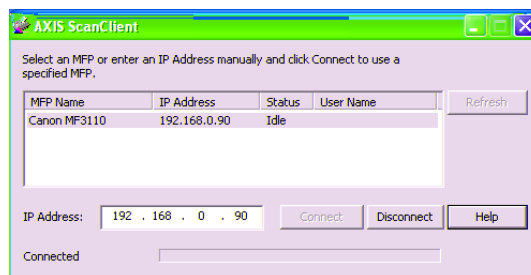 AXIS ScanClient
Select an MFP or enter an IP Address manually and click Connect to use a
specified MFP.
MFP Name IP Address Status User Name Refresh
Canon MF3110 192.168.0.90 Idle
IP Address: 192 . 168 . 0 . 90 Connect Disconnect Help
Connected